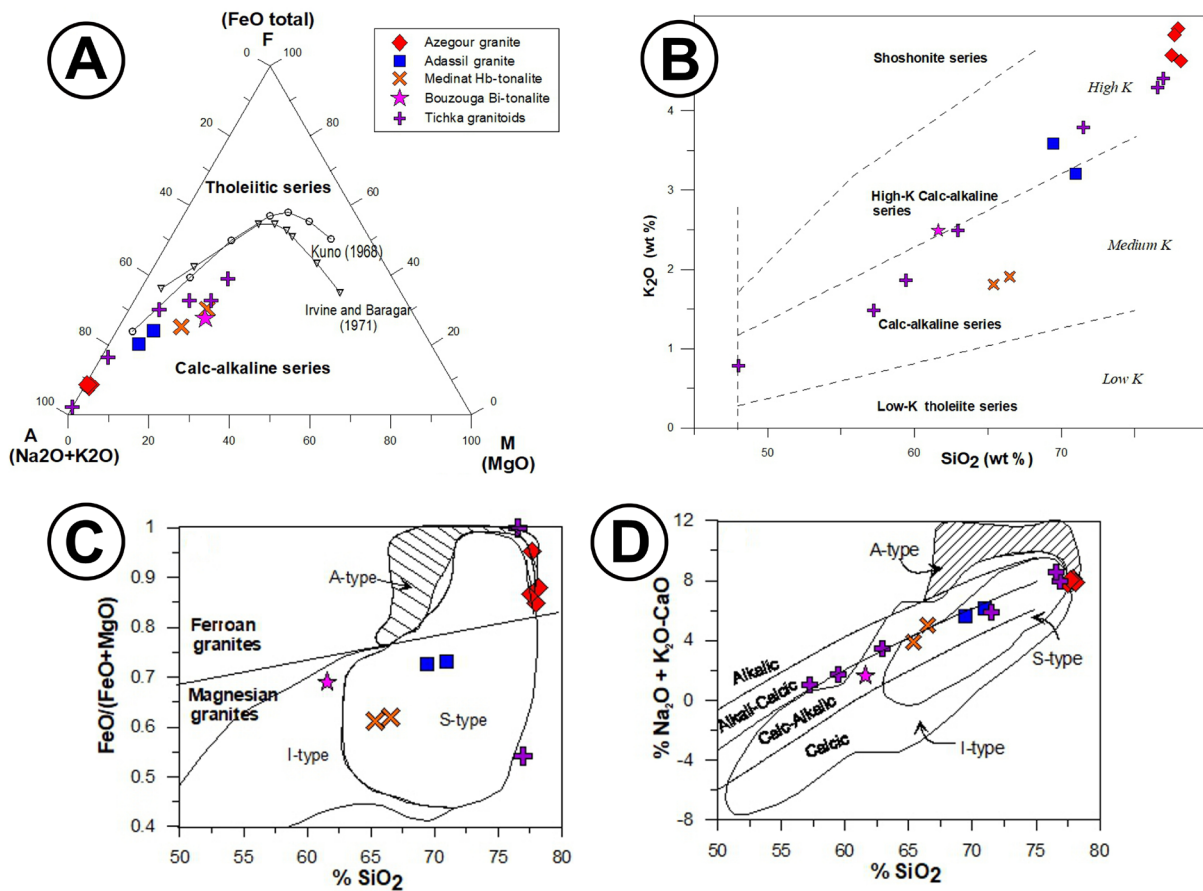 A
(FeO total)
F
0
100
20
80
40
60
60
40
80
20
100
0
0
20
40
60
80
100
A
(Na2O+K2O)
M
(MgO)
Tholeiitic series
Kuno (1968)
Irvine and Baragar
(1971)
Calc-alkaline series
Azegour granite
Adassil granite
Medinat Hb-tonalite
Bouzouga Bi-tonalite
Tichka granitoids
B
K₂O (wt %)
4
3
2
1
0
50
60
70
SiO₂ (wt %)
Shoshonite series
High K
High-K Calc-alkaline
series
Medium K
Calc-alkaline series
Low K
Low-K tholeiite series
C
FeO/(FeO+MgO)
1
0.9
0.8
0.7
0.6
0.5
0.4
50
55
60
65
70
75
80
% SiO₂
A-type
Ferroan
granites
Magnesian
granites
S-type
I-type
D
% Na₂O + K₂O-CaO
12
8
4
0
-4
-8
50
55
60
65
70
75
80
% SiO₂
A-type
S-type
I-type
Alkalic
Alkali-Calcic
Calc-Alkalic
Calcic